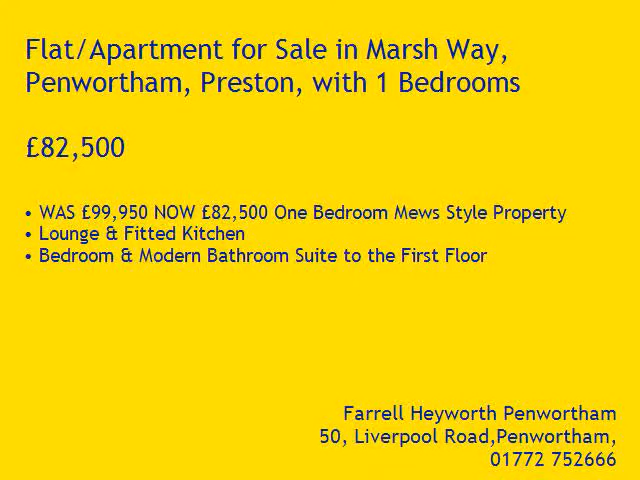 Flat/Apartment for Sale in Marsh Way,
Penwortham, Preston, with 1 Bedrooms
£82,500
• WAS £99,950 NOW £82,500 One Bedroom Mews Style Property
• Lounge & Fitted Kitchen
• Bedroom & Modern Bathroom Suite to the First Floor
Farrell Heyworth Penwortham
50, Liverpool Road,Penwortham,
01772 752666